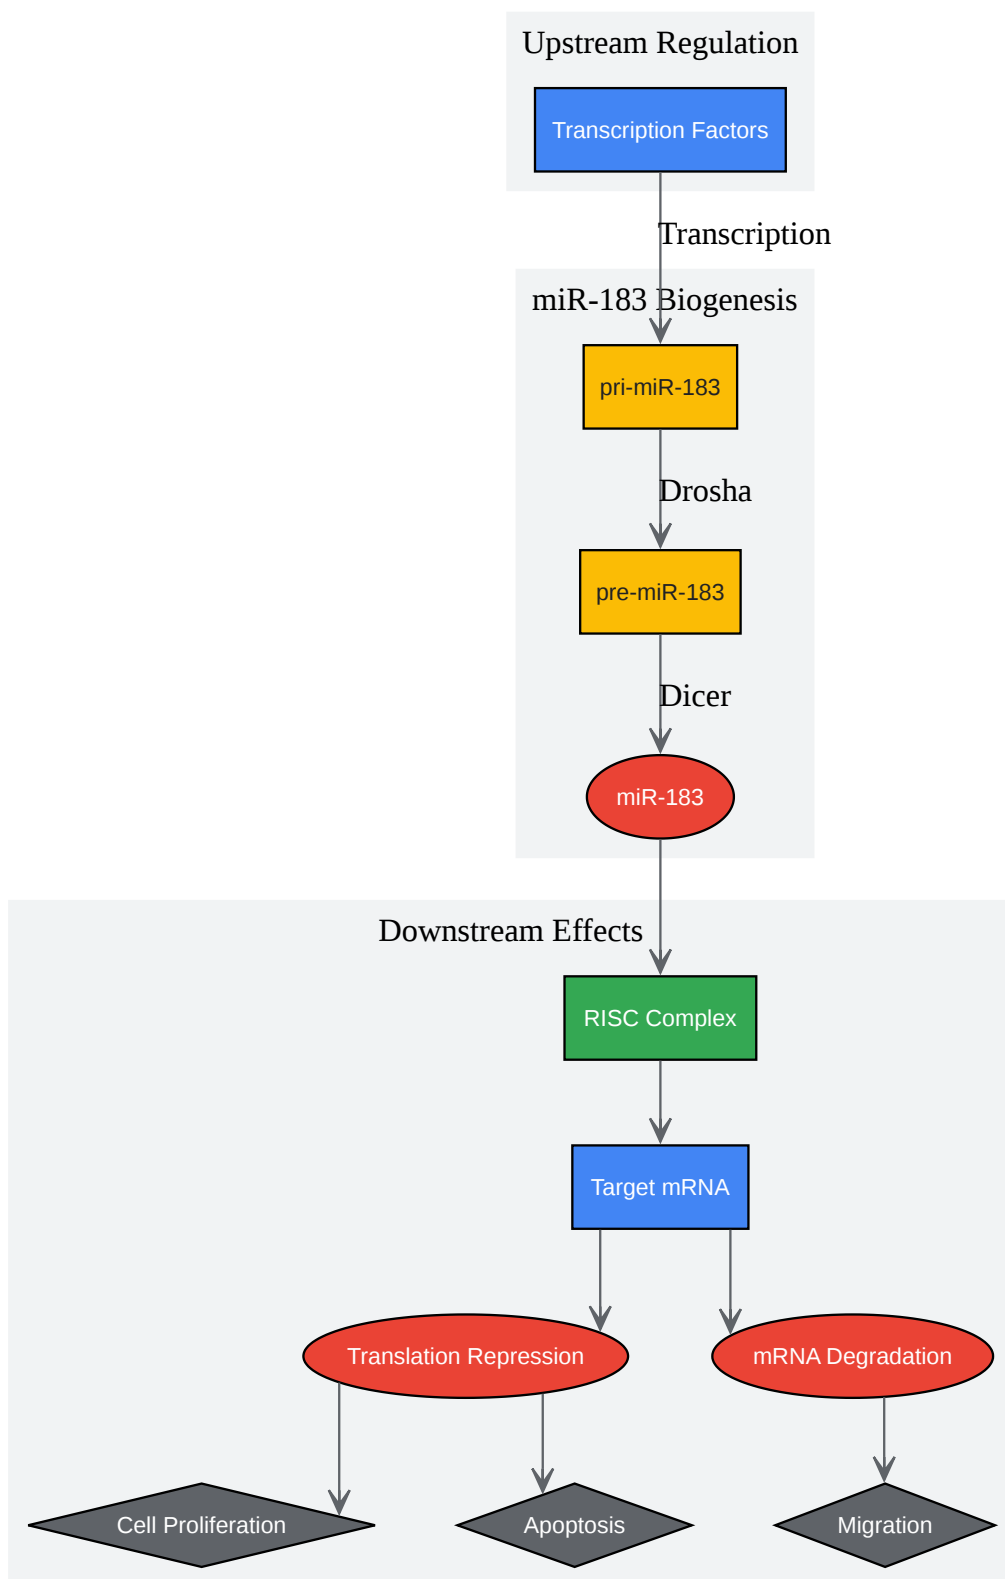 Upstream Regulation
Transcription Factors
Transcription
miR-183 Biogenesis
pri-miR-183
Drosha
pre-miR-183
Dicer
miR-183
Downstream Effects
RISC Complex
Target mRNA
Translation Repression
mRNA Degradation
Cell Proliferation
Apoptosis
Migration